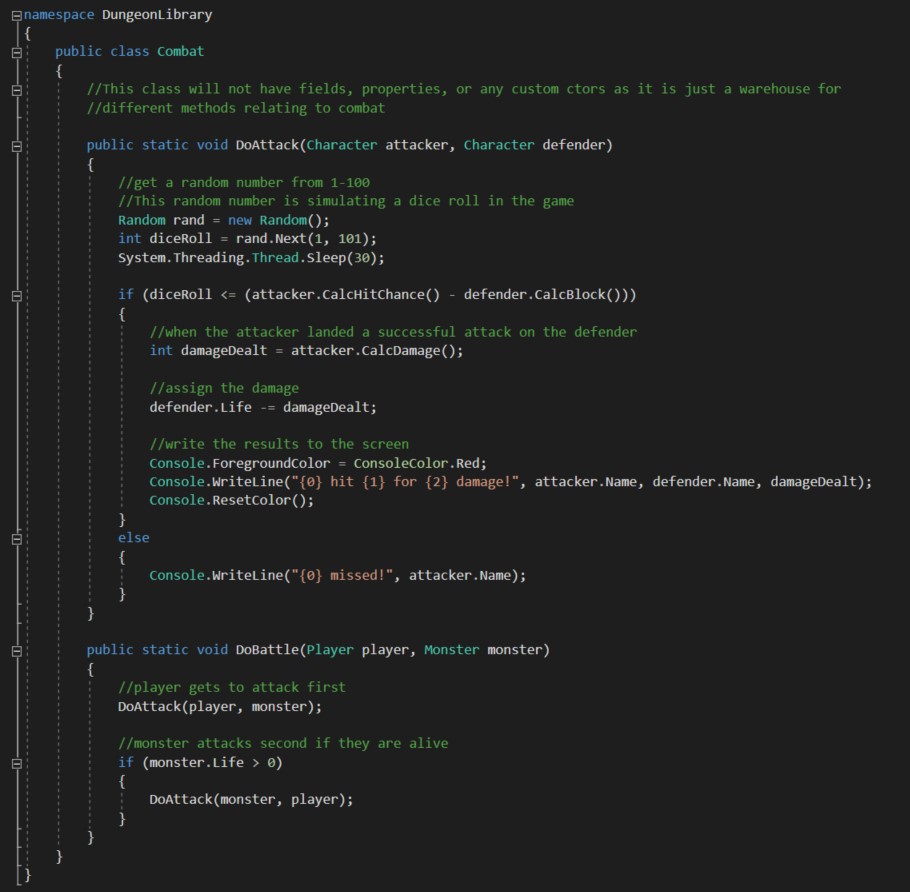 namespace DungeonLibrary
{
    public class Combat
    {
        //This class will not have fields, properties, or any custom ctors as it is just a warehouse for
        //different methods relating to combat

        public static void DoAttack(Character attacker, Character defender)
        {
            //get a random number from 1-100
            //This random number is simulating a dice roll in the game
            Random rand = new Random();
            int diceRoll = rand.Next(1, 101);
            System.Threading.Thread.Sleep(30);

            if (diceRoll <= (attacker.CalcHitChance() - defender.CalcBlock()))
            {
                //when the attacker landed a successful attack on the defender
                int damageDealt = attacker.CalcDamage();

                //assign the damage
                defender.Life -= damageDealt;

                //write the results to the screen
                Console.ForegroundColor = ConsoleColor.Red;
                Console.WriteLine("{0} hit {1} for {2} damage!", attacker.Name, defender.Name, damageDealt);
                Console.ResetColor();
            }
            else
            {
                Console.WriteLine("{0} missed!", attacker.Name);
            }
        }

        public static void DoBattle(Player player, Monster monster)
        {
            //player gets to attack first
            DoAttack(player, monster);

            //monster attacks second if they are alive
            if (monster.Life > 0)
            {
                DoAttack(monster, player);
            }
        }
    }
}